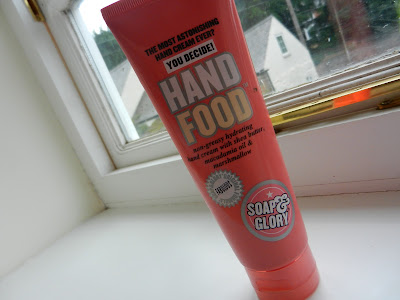 THE MOST ASTONISHING
HAND CREAM EVER?
YOU DECIDE!
HAND
FOOD
non-greasy hydrating
hand cream with shea butter,
macadamia oil &
marshmallow
SOAP &
GLORY